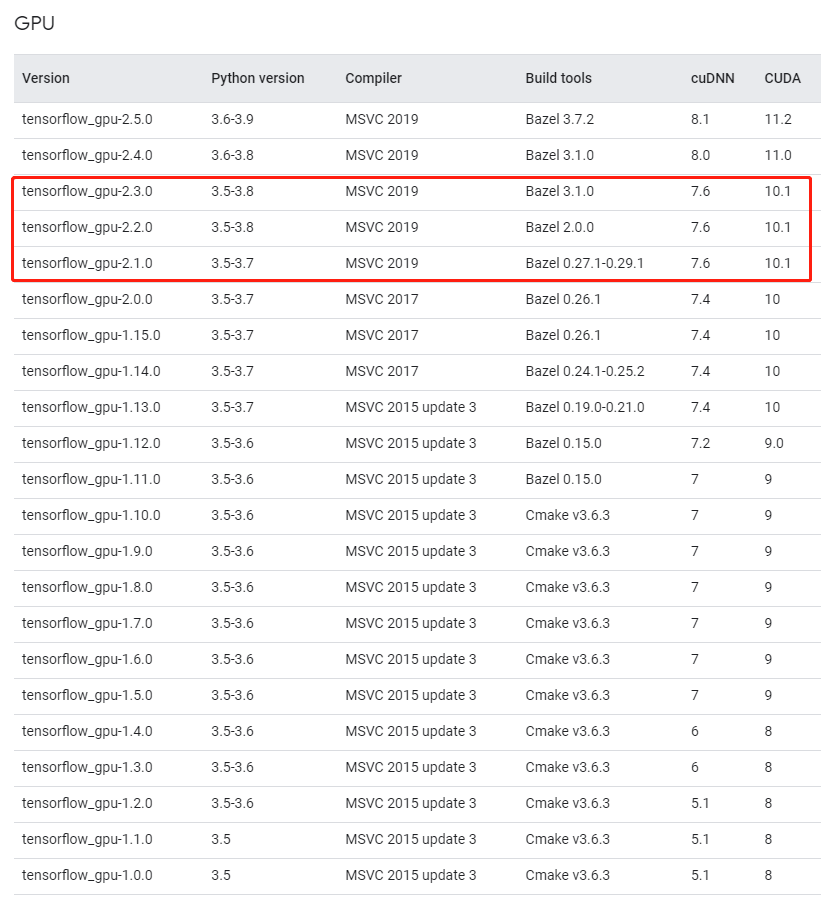 GPU
Version Python version Compiler Build tools cuDNN CUDA
tensorflow_gpu-2.5.0 3.6-3.9 MSVC 2019 Bazel 3.7.2 8.1 11.2
tensorflow_gpu-2.4.0 3.6-3.8 MSVC 2019 Bazel 3.1.0 8.0 11.0
tensorflow_gpu-2.3.0 3.5-3.8 MSVC 2019 Bazel 3.1.0 7.6 10.1
tensorflow_gpu-2.2.0 3.5-3.8 MSVC 2019 Bazel 2.0.0 7.6 10.1
tensorflow_gpu-2.1.0 3.5-3.7 MSVC 2019 Bazel 0.27.1-0.29.1 7.6 10.1
tensorflow_gpu-2.0.0 3.5-3.7 MSVC 2017 Bazel 0.26.1 7.4 10
tensorflow_gpu-1.15.0 3.5-3.7 MSVC 2017 Bazel 0.26.1 7.4 10
tensorflow_gpu-1.14.0 3.5-3.7 MSVC 2017 Bazel 0.24.1-0.25.2 7.4 10
tensorflow_gpu-1.13.0 3.5-3.7 MSVC 2015 update 3 Bazel 0.19.0-0.21.0 7.4 10
tensorflow_gpu-1.12.0 3.5-3.6 MSVC 2015 update 3 Bazel 0.15.0 7.2 9.0
tensorflow_gpu-1.11.0 3.5-3.6 MSVC 2015 update 3 Bazel 0.15.0 7 9
tensorflow_gpu-1.10.0 3.5-3.6 MSVC 2015 update 3 Cmake v3.6.3 7 9
tensorflow_gpu-1.9.0 3.5-3.6 MSVC 2015 update 3 Cmake v3.6.3 7 9
tensorflow_gpu-1.8.0 3.5-3.6 MSVC 2015 update 3 Cmake v3.6.3 7 9
tensorflow_gpu-1.7.0 3.5-3.6 MSVC 2015 update 3 Cmake v3.6.3 7 9
tensorflow_gpu-1.6.0 3.5-3.6 MSVC 2015 update 3 Cmake v3.6.3 7 9
tensorflow_gpu-1.5.0 3.5-3.6 MSVC 2015 update 3 Cmake v3.6.3 7 9
tensorflow_gpu-1.4.0 3.5-3.6 MSVC 2015 update 3 Cmake v3.6.3 6 8
tensorflow_gpu-1.3.0 3.5-3.6 MSVC 2015 update 3 Cmake v3.6.3 6 8
tensorflow_gpu-1.2.0 3.5-3.6 MSVC 2015 update 3 Cmake v3.6.3 5.1 8
tensorflow_gpu-1.1.0 3.5 MSVC 2015 update 3 Cmake v3.6.3 5.1 8
tensorflow_gpu-1.0.0 3.5 MSVC 2015 update 3 Cmake v3.6.3 5.1 8